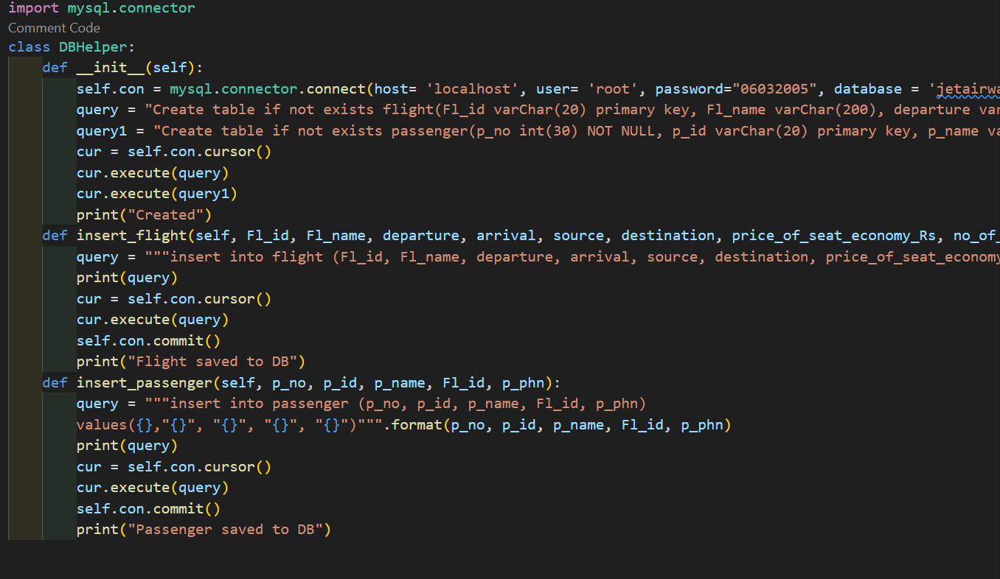 import mysql.connector
Comment Code
class DBHelper:
    def __init__(self):
        self.con = mysql.connector.connect(host= 'localhost', user= 'root', password="06032005", database = 'jetairwa
        query = "Create table if not exists flight(Fl_id varChar(20) primary key, Fl_name varChar(200), departure var
        query1 = "Create table if not exists passenger(p_no int(30) NOT NULL, p_id varChar(20) primary key, p_name va
        cur = self.con.cursor()
        cur.execute(query)
        cur.execute(query1)
        print("Created")
    def insert_flight(self, Fl_id, Fl_name, departure, arrival, source, destination, price_of_seat_economy_Rs, no_of_
        query = """insert into flight (Fl_id, Fl_name, departure, arrival, source, destination, price_of_seat_economy
        print(query)
        cur = self.con.cursor()
        cur.execute(query)
        self.con.commit()
        print("Flight saved to DB")
    def insert_passenger(self, p_no, p_id, p_name, Fl_id, p_phn):
        query = """insert into passenger (p_no, p_id, p_name, Fl_id, p_phn)
        values({},"{}", "{}", "{}", "{}")""".format(p_no, p_id, p_name, Fl_id, p_phn)
        print(query)
        cur = self.con.cursor()
        cur.execute(query)
        self.con.commit()
        print("Passenger saved to DB")